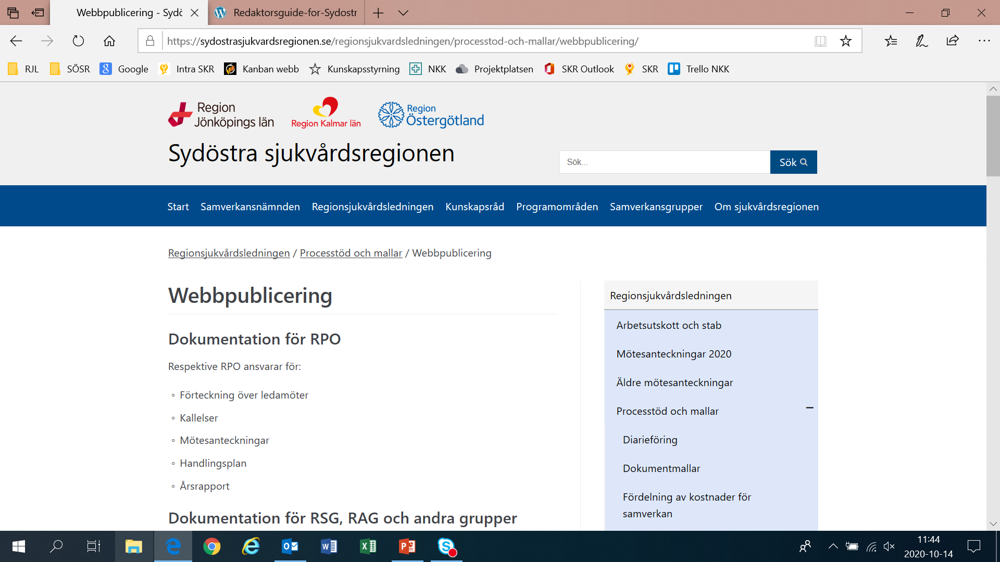 Webbpublicering - Sydö
Redaktorsguide-for-Sydostr
https://sydostrasjukvardsregionen.se/regionsjukvardsledningen/processtod-och-mallar/webbpublicering/
RJL SÖSR Google Intra SKR Kanban webb Kunskapsstyrning NKK Projektplatsen SKR Outlook SKR Trello NKK
Region
Jönköpings län
Region Kalmar län
Region
Östergötland
Sydöstra sjukvårdsregionen
Sök...
Sök
Start Samverkansnämnden Regionsjukvårdsledningen Kunskapsråd Programområden Samverkansgrupper Om sjukvårdsregionen
Regionsjukvårdsledningen / Processtöd och mallar / Webbpublicering
Webbpublicering
Dokumentation för RPO
Respektive RPO ansvarar för:
◦ Förteckning över ledamöter
◦ Kallelser
◦ Mötesanteckningar
◦ Handlingsplan
◦ Årsrapport
Dokumentation för RSG, RAG och andra grupper
Regionsjukvårdsledningen
Arbetsutskott och stab
Mötesanteckningar 2020
Äldre mötesanteckningar
Processtöd och mallar
Diarieföring
Dokumentmallar
Fördelning av kostnader för
samverkan
11:44
2020-10-14